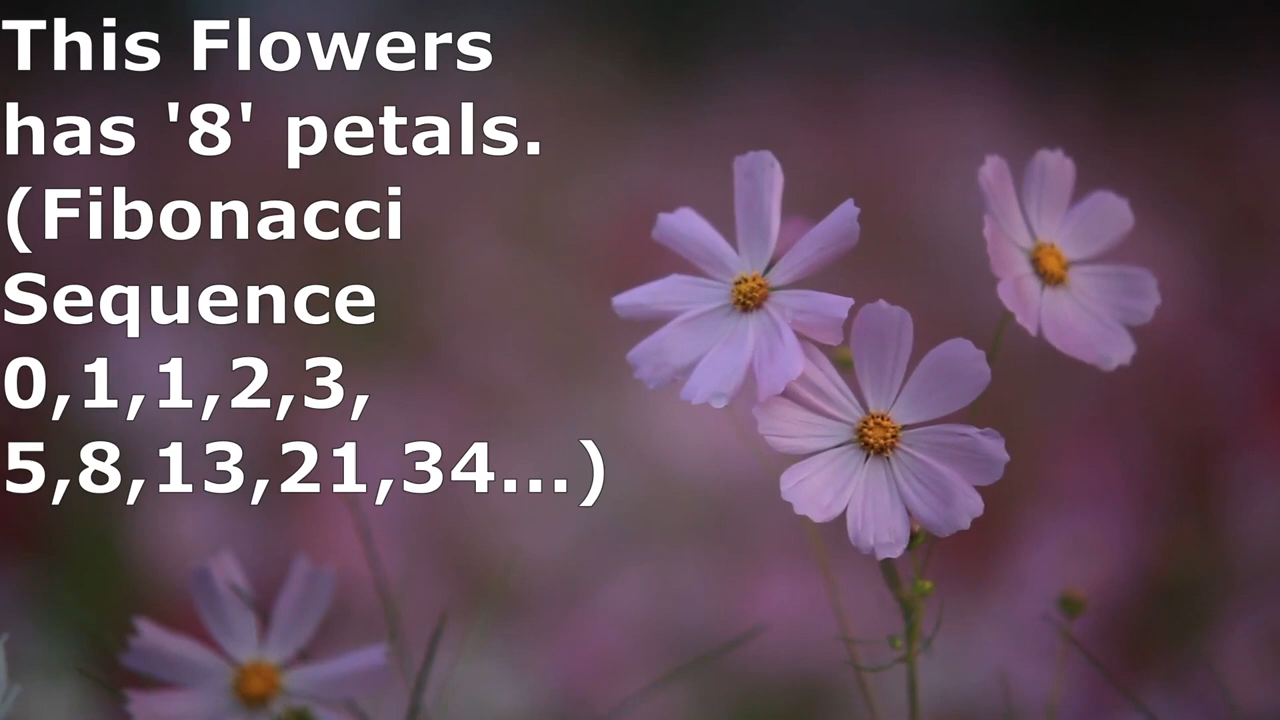 This Flowers
has '8' petals.
(Fibonacci
Sequence
0,1,1,2,3,
5,8,13,21,34...)